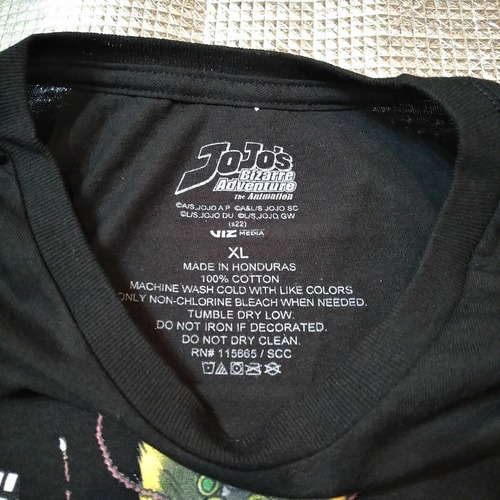 JoJo's
Bizarre
Adventure
The Animation
©A/S,JOJO A.P. ©A&U/S,JOJO SC
©L/S,JOJO DU ©U/S,JOJO GW
(s22)
VIZ MEDIA
XL
MADE IN HONDURAS
100% COTTON
MACHINE WASH COLD WITH LIKE COLORS
ONLY NON-CHLORINE BLEACH WHEN NEEDED.
TUMBLE DRY LOW.
DO NOT IRON IF DECORATED.
DO NOT DRY CLEAN.
RN# 115665 / SCC